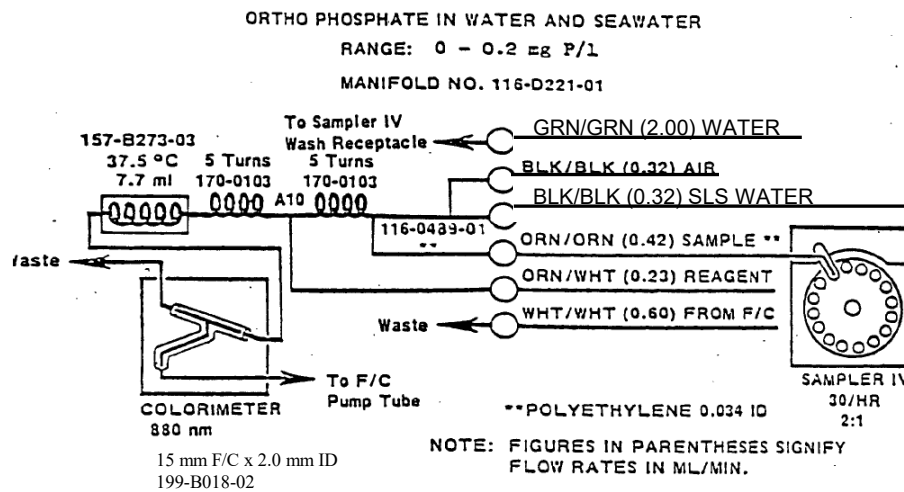 ORTHO PHOSPHATE IN WATER AND SEAWATER
RANGE: 0 - 0.2 mg P/l
MANIFOLD NO. 116-D221-01
To Sampler IV
Wash Receptacle
GRN/GRN (2.00) WATER
157-B273-03
37.5 °C
7.7 ml
5 Turns
170-0103
A10
5 Turns
170-0103
BLK/BLK (0.32) AIR
BLK/BLK (0.32) SLS WATER
116-0489-01
**
ORN/ORN (0.42) SAMPLE **
ORN/WHT (0.23) REAGENT
WHT/WHT (0.60) FROM F/C
Waste
Waste
To F/C
Pump Tube
COLORIMETER
880 nm
15 mm F/C x 2.0 mm ID
199-B018-02
SAMPLER IV
30/HR
2:1
**POLYETHYLENE 0.034 ID
NOTE: FIGURES IN PARENTHESES SIGNIFY
FLOW RATES IN ML/MIN.